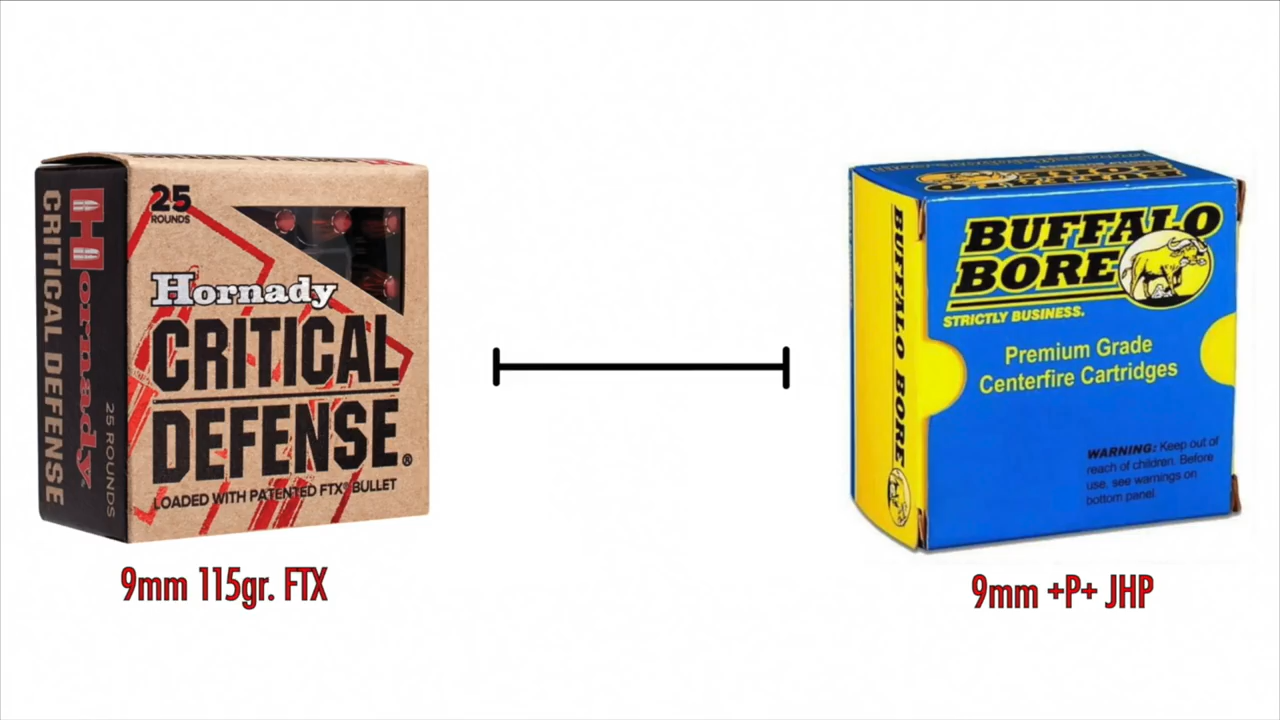 25
ROUNDS
Hornady
CRITICAL
DEFENSE®
LOADED WITH PATENTED FTX® BULLET
Hornady
CRITICAL DEFENSE
25 ROUNDS
9mm 115gr. FTX
BUFFALO
BORE
BUFFALO
BORE
STRICTLY BUSINESS.
Premium Grade
Centerfire Cartridges
WARNING: Keep out of
reach of children. Before
use, see warnings on
bottom panel.
BUFFALO BORE
9mm +P+ JHP